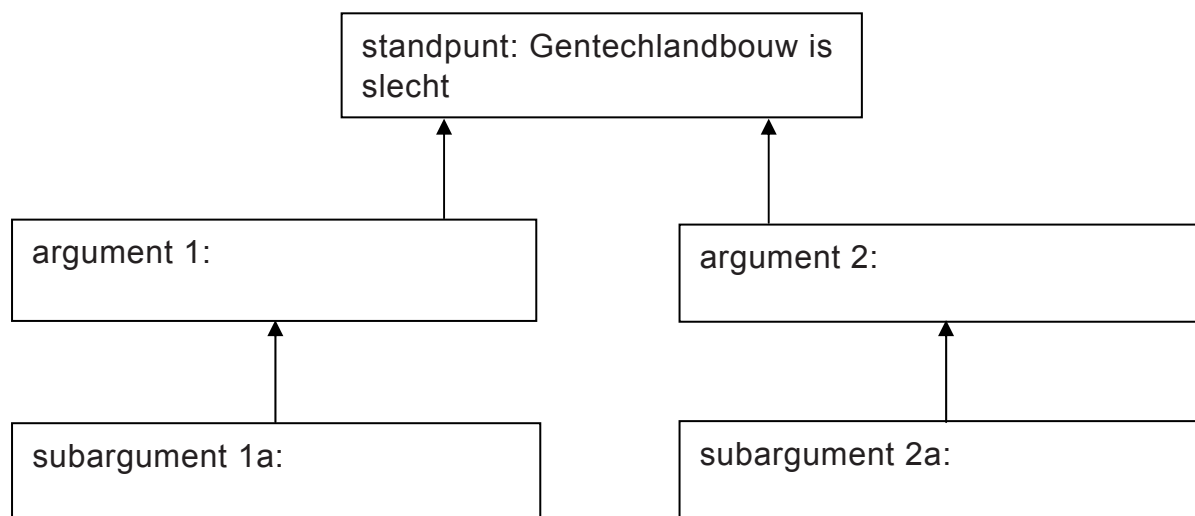 standpunt: Gentechlandbouw is
slecht
argument 1:
argument 2:
subargument 1a:
subargument 2a: